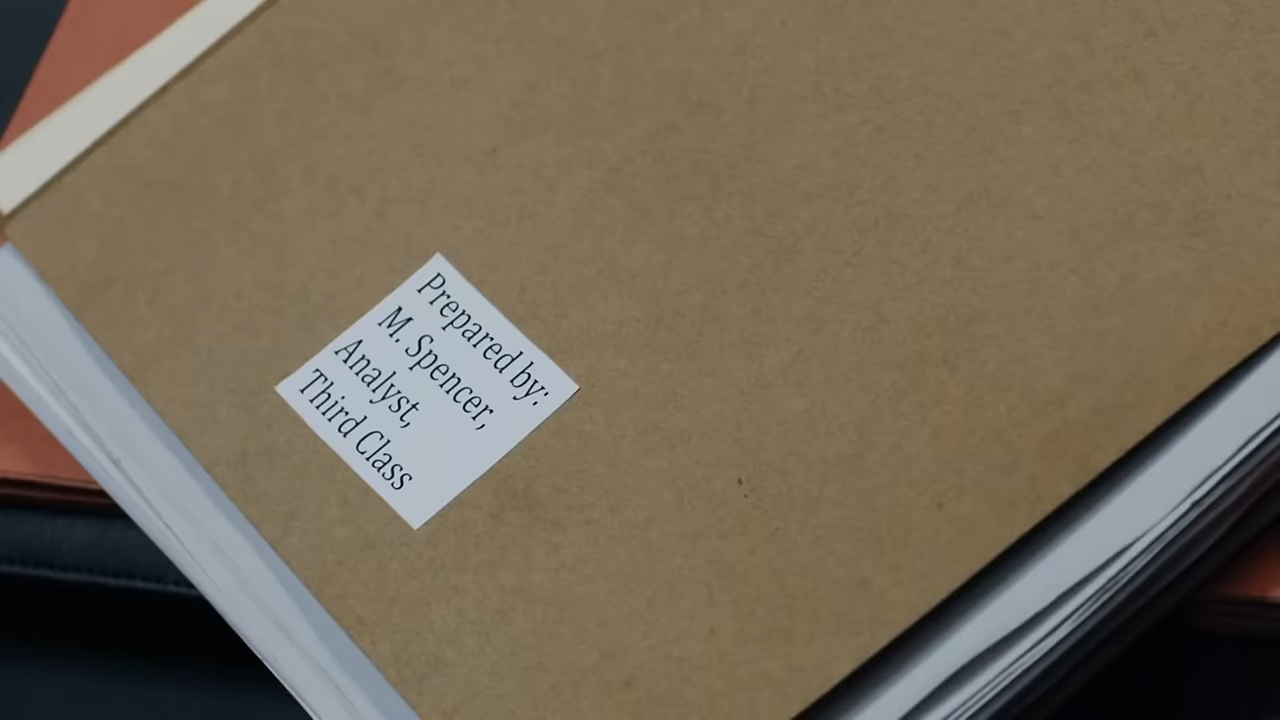 Prepared by:
M. Spencer,
Analyst,
Third Class